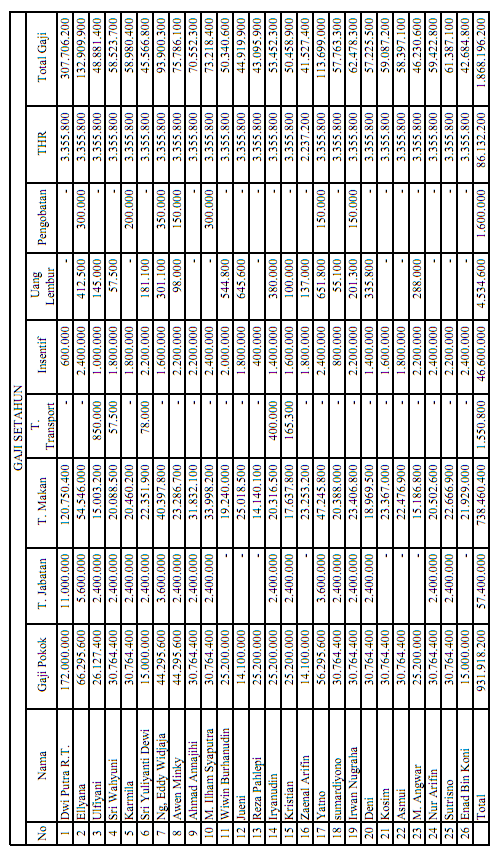 GAJI SETAHUN
No Nama Gaji Pokok T. Jabatan T. Makan T. Transport Insentif Uang Lembur Pengobatan THR Total Gaji
1 Dwi Putra R.T. 172.000.000 11.000.000 120.750.400 - 600.000 - - 3.355.800 307.706.200
2 Ellyana 66.295.600 5.600.000 54.546.000 - 2.400.000 412.500 300.000 3.355.800 132.909.900
3 Ulfiyani 26.127.400 2.400.000 15.003.200 850.000 1.000.000 145.000 - 3.355.800 48.881.400
4 Sri Wahyuni 30.764.400 2.400.000 20.088.500 57.500 1.800.000 57.500 - 3.355.800 58.523.700
5 Karmila 30.764.400 2.400.000 20.460.200 - 1.800.000 - 200.000 3.355.800 58.980.400
6 Sri Yuliyanti Dewi 15.000.000 2.400.000 22.351.900 78.000 2.200.000 181.100 - 3.355.800 45.566.800
7 Ng, Eddy Widjaja 44.295.600 3.600.000 40.397.800 - 1.600.000 301.100 350.000 3.355.800 93.900.300
8 Awen Minky 44.295.600 2.400.000 23.286.700 - 2.200.000 98.000 150.000 3.355.800 75.786.100
9 Ahmad Annajihi 30.764.400 2.400.000 31.832.100 - 2.200.000 - - 3.355.800 70.552.300
10 M. Ilham Syaputra 30.764.400 2.400.000 33.998.200 - 2.400.000 - 300.000 3.355.800 73.218.400
11 Wiwin Burhanudin 25.200.000 - 19.240.000 - 2.000.000 544.800 - 3.355.800 50.340.600
12 Jueni 14.100.000 - 25.018.500 - 1.800.000 645.600 - 3.355.800 44.919.900
13 Reza Pahlepi 25.200.000 - 14.140.100 - 400.000 - - 3.355.800 43.095.900
14 Iryanudin 25.200.000 2.400.000 20.316.500 400.000 1.400.000 380.000 - 3.355.800 53.452.300
15 Kristian 25.200.000 2.400.000 17.637.800 165.300 1.600.000 100.000 - 3.355.800 50.458.900
16 Zaenal Arifin 14.100.000 - 23.253.200 - 1.800.000 137.000 - 2.237.200 41.527.400
17 Yatno 56.295.600 3.600.000 47.245.800 - 2.400.000 651.800 150.000 3.355.800 113.699.000
18 sumardiyono 30.764.400 2.400.000 20.388.000 - 800.000 55.100 - 3.355.800 57.763.300
19 Irwan Nugraha 30.764.400 2.400.000 23.406.800 - 2.200.000 201.300 150.000 3.355.800 62.478.300
20 Deni 30.764.400 2.400.000 18.969.500 - 1.400.000 335.800 - 3.355.800 57.225.500
21 Kosim 30.764.400 - 23.367.000 - 1.600.000 - - 3.355.800 59.087.200
22 Asmui 30.764.400 - 22.476.900 - 1.800.000 - - 3.355.800 58.397.100
23 M. Angwar 25.200.000 - 15.186.800 - 2.200.000 288.000 - 3.355.800 46.230.600
24 Nur Arifin 30.764.400 2.400.000 20.502.600 - 2.400.000 - - 3.355.800 59.422.800
25 Sutrisno 30.764.400 2.400.000 22.666.900 - 2.200.000 - - 3.355.800 61.387.100
26 Enad Bin Koni 15.000.000 - 21.929.000 - 2.400.000 - - 3.355.800 42.684.800
Total 931.918.200 57.400.000 738.460.400 1.550.800 46.600.000 4.534.600 1.600.000 86.132.200 1.868.196.200